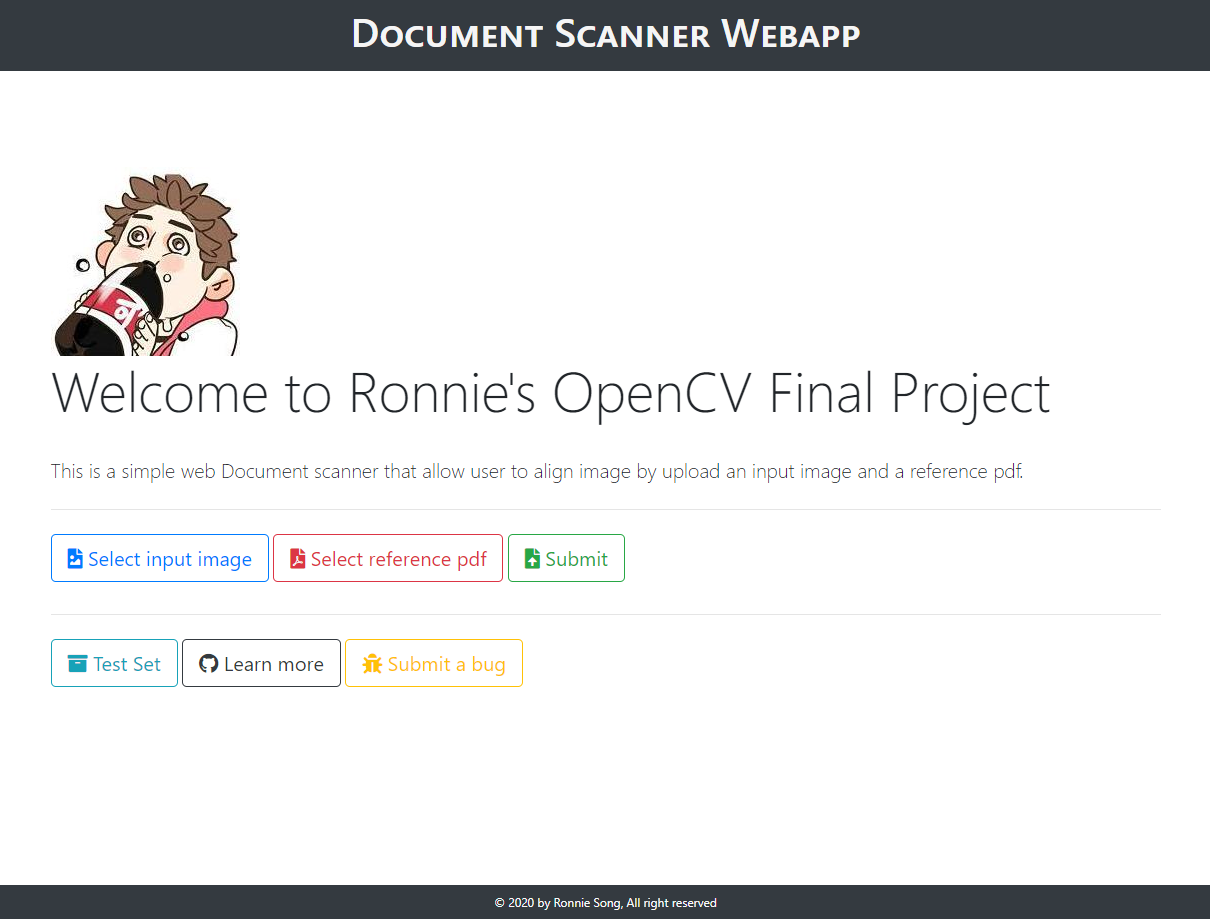 Document Scanner Webapp
可
Welcome to Ronnie's OpenCV Final Project
This is a simple web Document scanner that allow user to align image by upload an input image and a reference pdf.
Select input image Select reference pdf Submit
Test Set Learn more Submit a bug
© 2020 by Ronnie Song, All right reserved